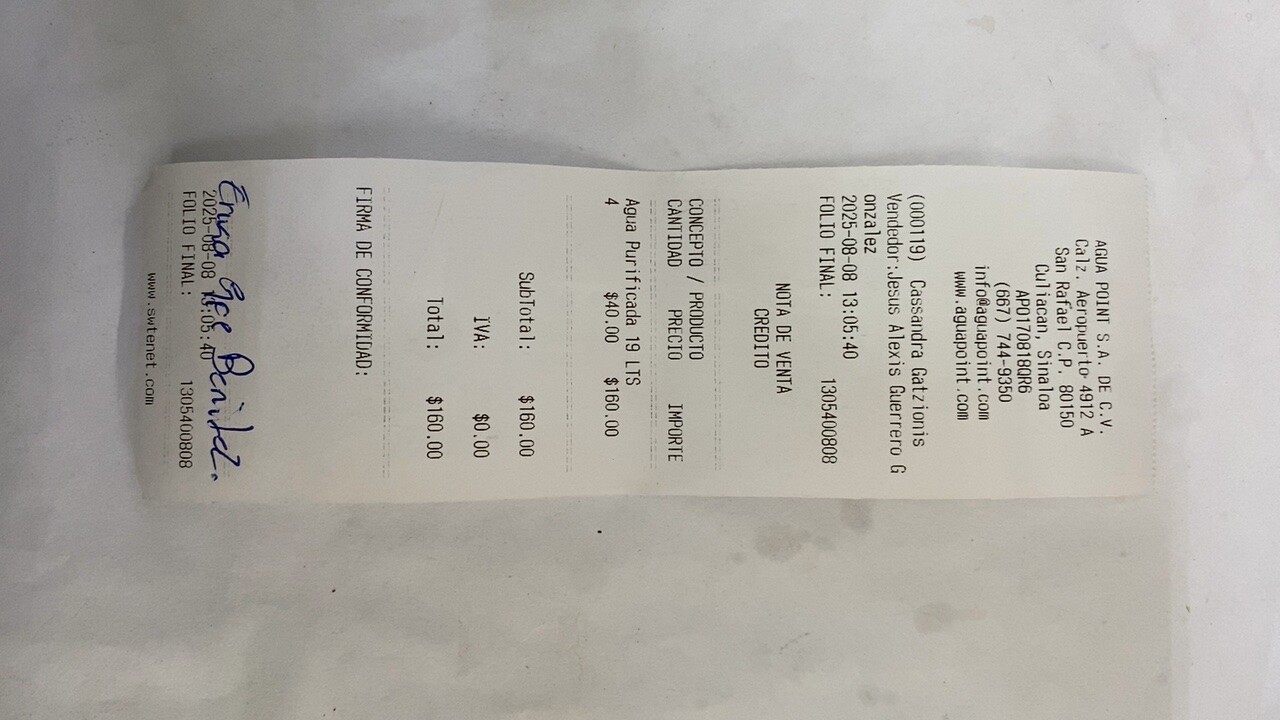 AGUA POINT S.A. DE C.V.
Calz. Aeropuerto 4912 A
San Rafael C.P. 80150
Culiacan, Sinaloa
APO170818QR6
(667) 744-9350
info@aguapoint.com
www.aguapoint.com
(000119) Cassandra Gatzionis
Vendedor:Jesus Alexis Guerrero G
onzalez
2025-08-08 13:05:40
FOLIO FINAL: 1305400808
NOTA DE VENTA
CREDITO
CONCEPTO / PRODUCTO
CANTIDAD PRECIO IMPORTE
Agua Purificada 19 LTS
4 $40.00 $160.00
SubTotal: $160.00
IVA: $0.00
Total: $160.00
FIRMA DE CONFORMIDAD:
Benitez.
2025-08-08 13:05:40
FOLIO FINAL: 1305400808
www.swtenet.com